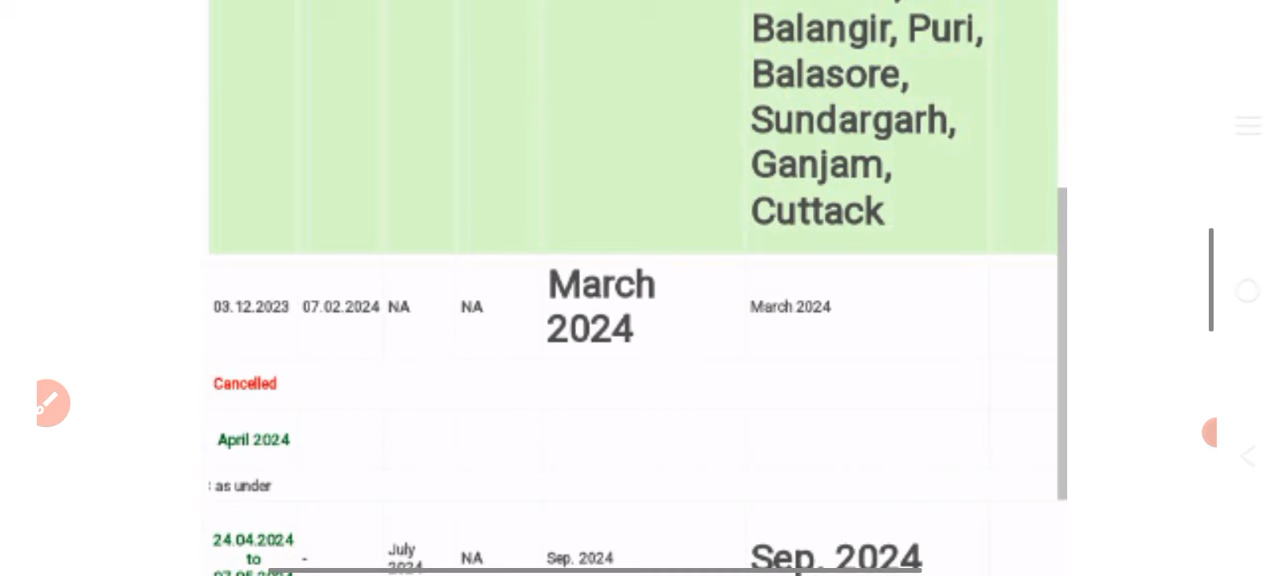 Balangir, Puri,
Balasore,
Sundargarh,
Ganjam,
Cuttack
03.12.2023 07.02.2024 NA NA March 2024 March 2024
Cancelled
April 2024
: as under
24.04.2024 to - July 2024 NA Sep. 2024 Sep. 2024